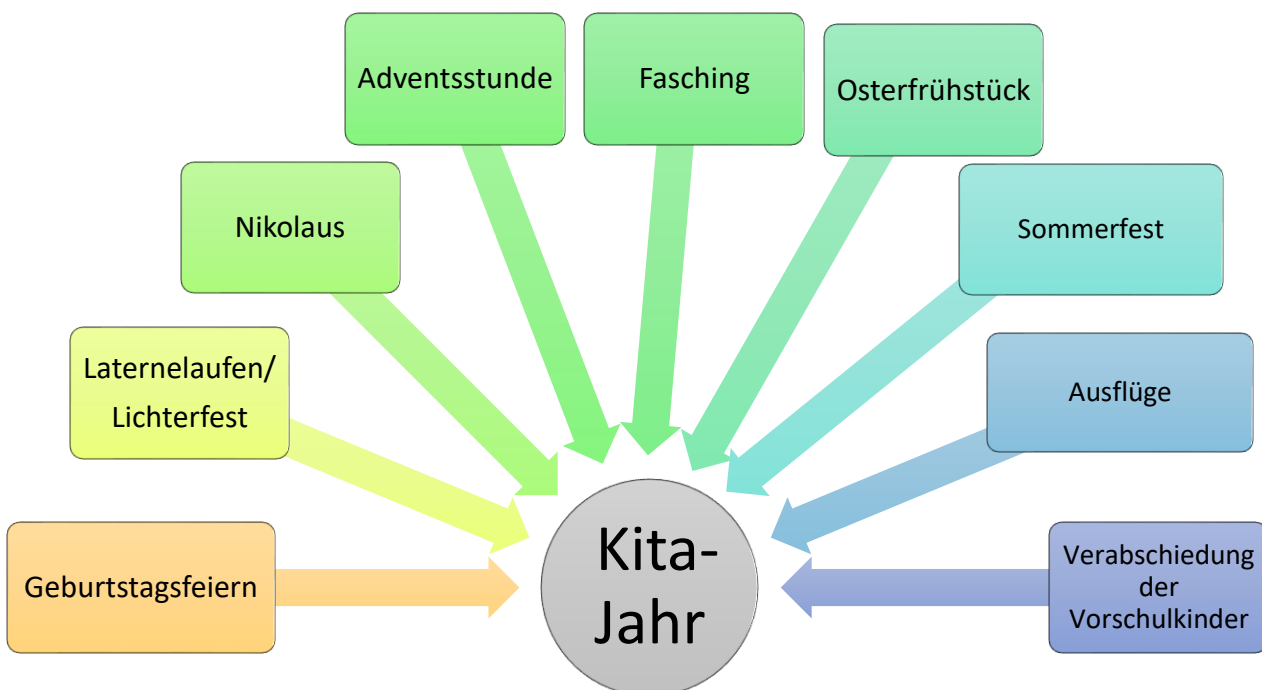 Geburtstagsfeiern
Laternelaufen/
Lichterfest
Nikolaus
Adventsstunde
Fasching
Osterfrühstück
Sommerfest
Ausflüge
Verabschiedung
der
Vorschulkinder
Kita-
Jahr